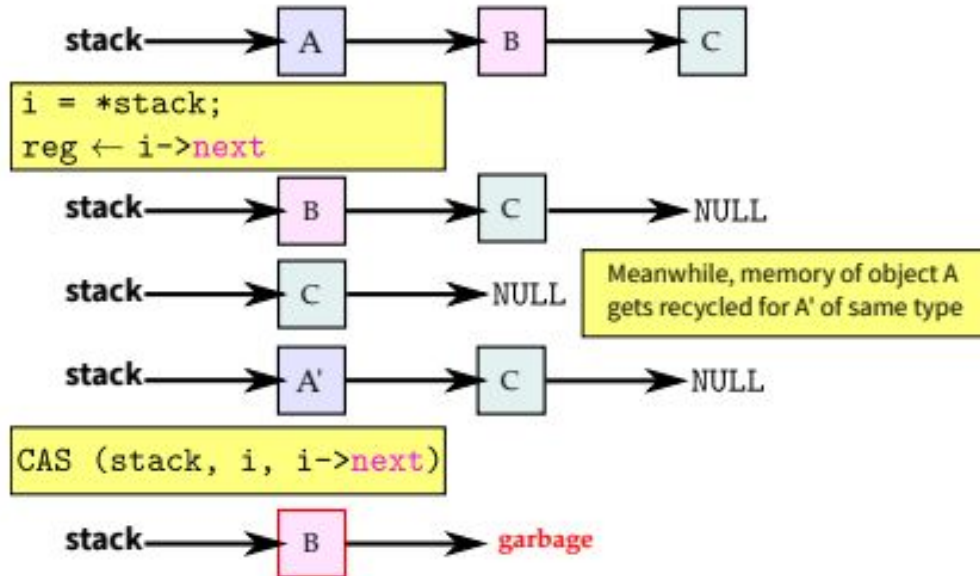 stack A B C
i = *stack;
reg ← i->next
stack B C NULL
stack C NULL
Meanwhile, memory of object A
gets recycled for A' of same type
stack A' C NULL
CAS (stack, i, i->next)
stack B garbage